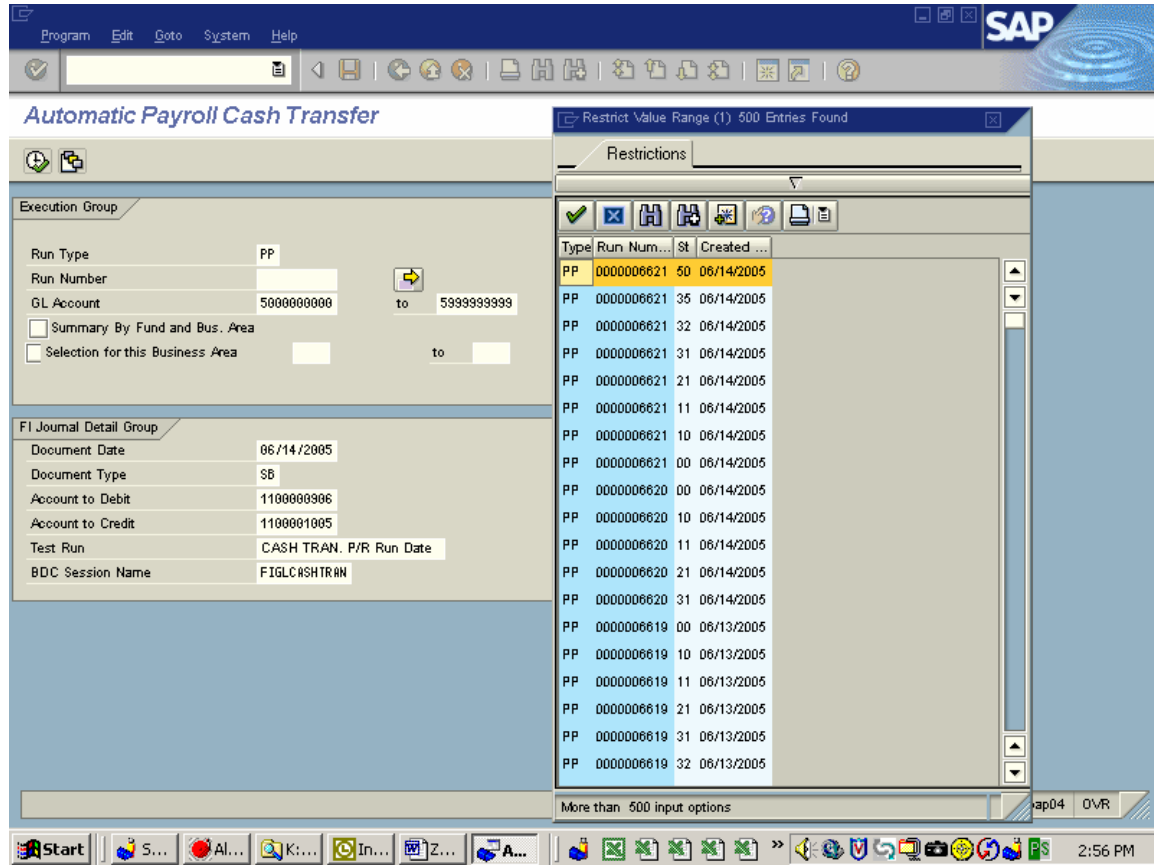 Program Edit Goto System Help
SAP
Automatic Payroll Cash Transfer
Execution Group
Run Type PP
Run Number
GL Account 5000000000 to 5999999999
Summary By Fund and Bus. Area
Selection for this Business Area to
FI Journal Detail Group
Document Date 06/14/2005
Document Type SB
Account to Debit 1100000906
Account to Credit 1100001005
Test Run CASH TRAN. P/R Run Date
BDC Session Name FIGLCASHTRAN
Restrict Value Range (1) 500 Entries Found
Restrictions
Type Run Num... St Created ...
PP 0000006621 50 06/14/2005
PP 0000006621 35 06/14/2005
PP 0000006621 32 06/14/2005
PP 0000006621 31 06/14/2005
PP 0000006621 21 06/14/2005
PP 0000006621 11 06/14/2005
PP 0000006621 10 06/14/2005
PP 0000006621 00 06/14/2005
PP 0000006620 00 06/14/2005
PP 0000006620 10 06/14/2005
PP 0000006620 11 06/14/2005
PP 0000006620 21 06/14/2005
PP 0000006620 31 06/14/2005
PP 0000006619 00 06/13/2005
PP 0000006619 10 06/13/2005
PP 0000006619 11 06/13/2005
PP 0000006619 21 06/13/2005
PP 0000006619 31 06/13/2005
PP 0000006619 32 06/13/2005
More than 500 input options
ap04 OVR
Start S... Al... K:... In... Z... A... » PS 2:56 PM